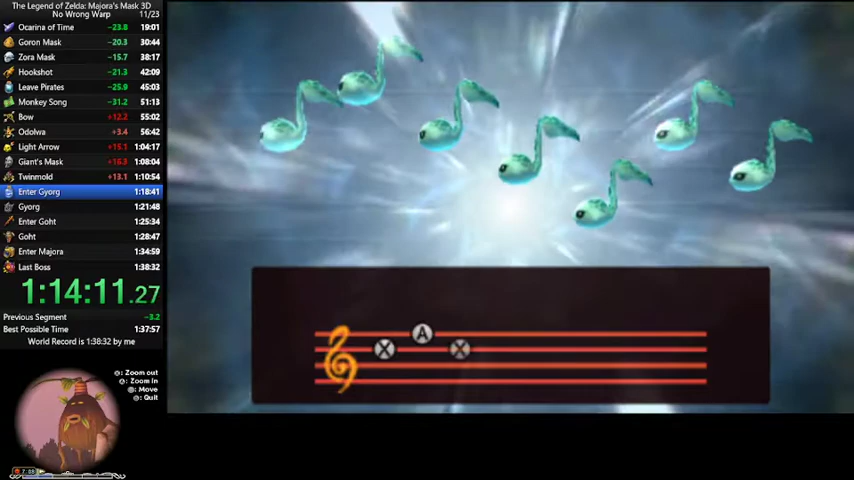 The Legend of Zelda: Majora's Mask 3D
No Wrong Warp 11/23
Ocarina of Time -23.8 19:01
Goron Mask -20.3 30:44
Zora Mask -15.7 38:17
Hookshot -21.3 42:09
Leave Pirates -25.9 45:03
Monkey Song -31.2 51:13
Bow +12.2 55:02
Odolwa +3.4 56:42
Light Arrow +15.1 1:04:17
Giant's Mask +16.3 1:08:04
Twinmold +13.1 1:10:54
Enter Gyorg 1:18:41
Gyorg 1:21:48
Enter Goht 1:25:34
Goht 1:28:47
Enter Majora 1:34:59
Last Boss 1:38:32
1:14:11.27
Previous Segment -3.2
Best Possible Time 1:37:57
World Record is 1:38:32 by me
: Zoom out
: Zoom In
: Move
: Quit
X A X